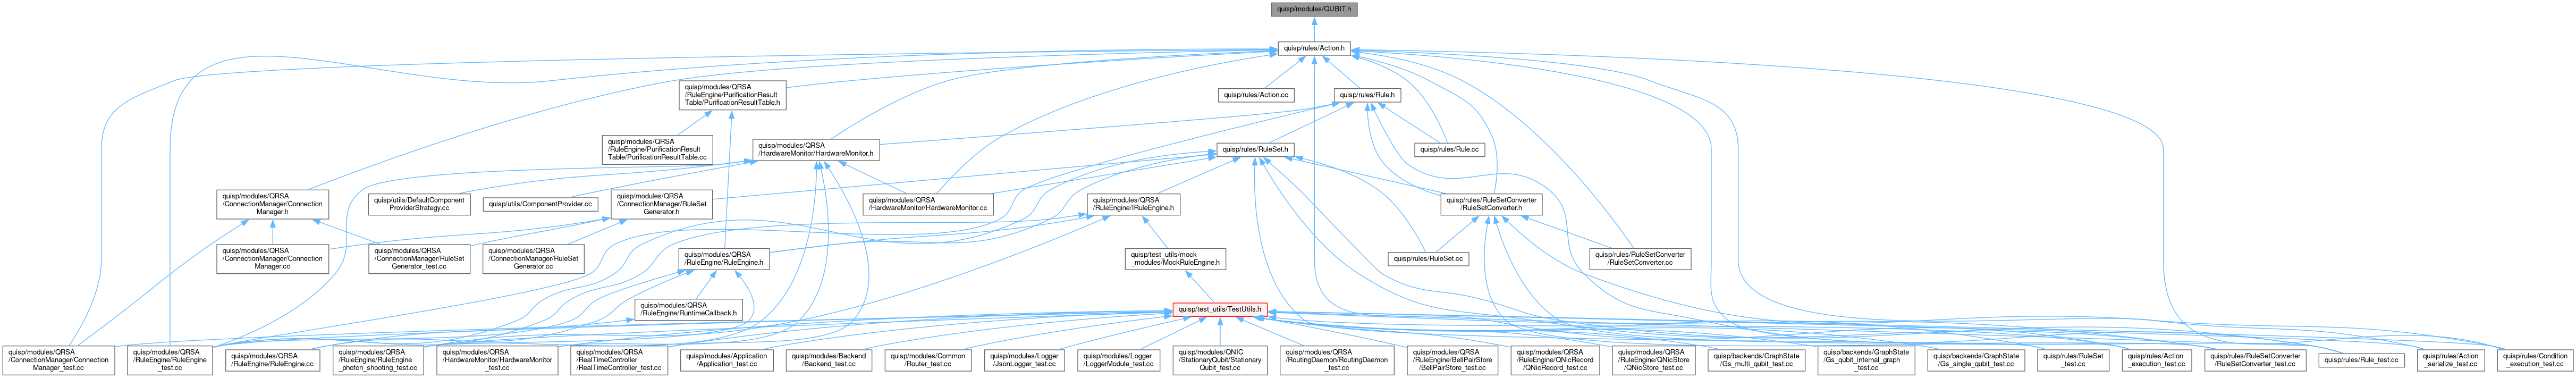 quisp/modules/QUBIT.h
quisp/rules/Action.h
quisp/modules/QRSA
/RuleEngine/PurificationResult
Table/PurificationResultTable.h
quisp/rules/Action.cc
quisp/rules/Rule.h
quisp/modules/QRSA
/RuleEngine/PurificationResult
Table/PurificationResultTable.cc
quisp/modules/QRSA
/HardwareMonitor/HardwareMonitor.h
quisp/rules/RuleSet.h
quisp/rules/Rule.cc
quisp/modules/QRSA
/ConnectionManager/Connection
Manager.h
quisp/utils/DefaultComponent
ProviderStrategy.cc
quisp/utils/ComponentProvider.cc
quisp/modules/QRSA
/ConnectionManager/RuleSet
Generator.h
quisp/modules/QRSA
/HardwareMonitor/HardwareMonitor.cc
quisp/modules/QRSA
/RuleEngine/IRuleEngine.h
quisp/rules/RuleSetConverter
/RuleSetConverter.h
quisp/modules/QRSA
/ConnectionManager/Connection
Manager.cc
quisp/modules/QRSA
/ConnectionManager/RuleSet
Generator_test.cc
quisp/modules/QRSA
/ConnectionManager/RuleSet
Generator.cc
quisp/modules/QRSA
/RuleEngine/RuleEngine.h
quisp/test_utils/mock
_modules/MockRuleEngine.h
quisp/rules/RuleSet.cc
quisp/rules/RuleSetConverter
/RuleSetConverter.cc
quisp/modules/QRSA
/RuleEngine/RuntimeCallback.h
quisp/test_utils/TestUtils.h
quisp/modules/QRSA
/ConnectionManager/Connection
Manager_test.cc
quisp/modules/QRSA
/RuleEngine/RuleEngine
_test.cc
quisp/modules/QRSA
/RuleEngine/RuleEngine.cc
quisp/modules/QRSA
/RuleEngine/RuleEngine
_photon_shooting_test.cc
quisp/modules/QRSA
/HardwareMonitor/HardwareMonitor
_test.cc
quisp/modules/QRSA
/RealTimeController
/RealTimeController_test.cc
quisp/modules/Application
/Application_test.cc
quisp/modules/Backend
/Backend_test.cc
quisp/modules/Common
/Router_test.cc
quisp/modules/Logger
/JsonLogger_test.cc
quisp/modules/Logger
/LoggerModule_test.cc
quisp/modules/QNIC
/StationaryQubit/Stationary
Qubit_test.cc
quisp/modules/QRSA
/RoutingDaemon/RoutingDaemon
_test.cc
quisp/modules/QRSA
/RuleEngine/BellPairStore
/BellPairStore_test.cc
quisp/modules/QRSA
/RuleEngine/QNicRecord
/QNicRecord_test.cc
quisp/modules/QRSA
/RuleEngine/QNicStore
/QNicStore_test.cc
quisp/backends/GraphState
/Gs_multi_qubit_test.cc
quisp/backends/GraphState
/Gs_qubit_internal_graph
_test.cc
quisp/backends/GraphState
/Gs_single_qubit_test.cc
quisp/rules/RuleSet
_test.cc
quisp/rules/Action
_execution_test.cc
quisp/rules/RuleSetConverter
/RuleSetConverter_test.cc
quisp/rules/Rule_test.cc
quisp/rules/Action
_serialize_test.cc
quisp/rules/Condition
_execution_test.cc